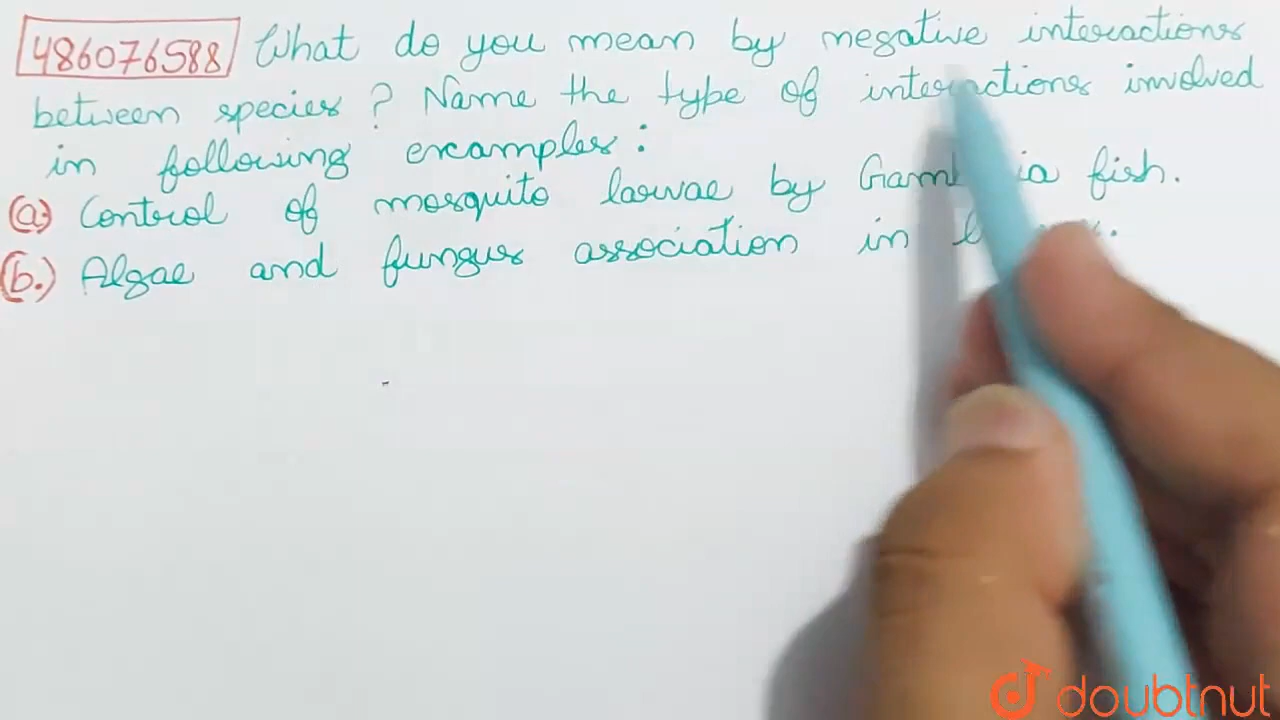 486076588 What do you mean by negative interactions
between species ? Name the type of interactions involved
in following examples :
(a) Control of mosquito larvae by fish.
(b.) Algae and fungus association in
doubtnut